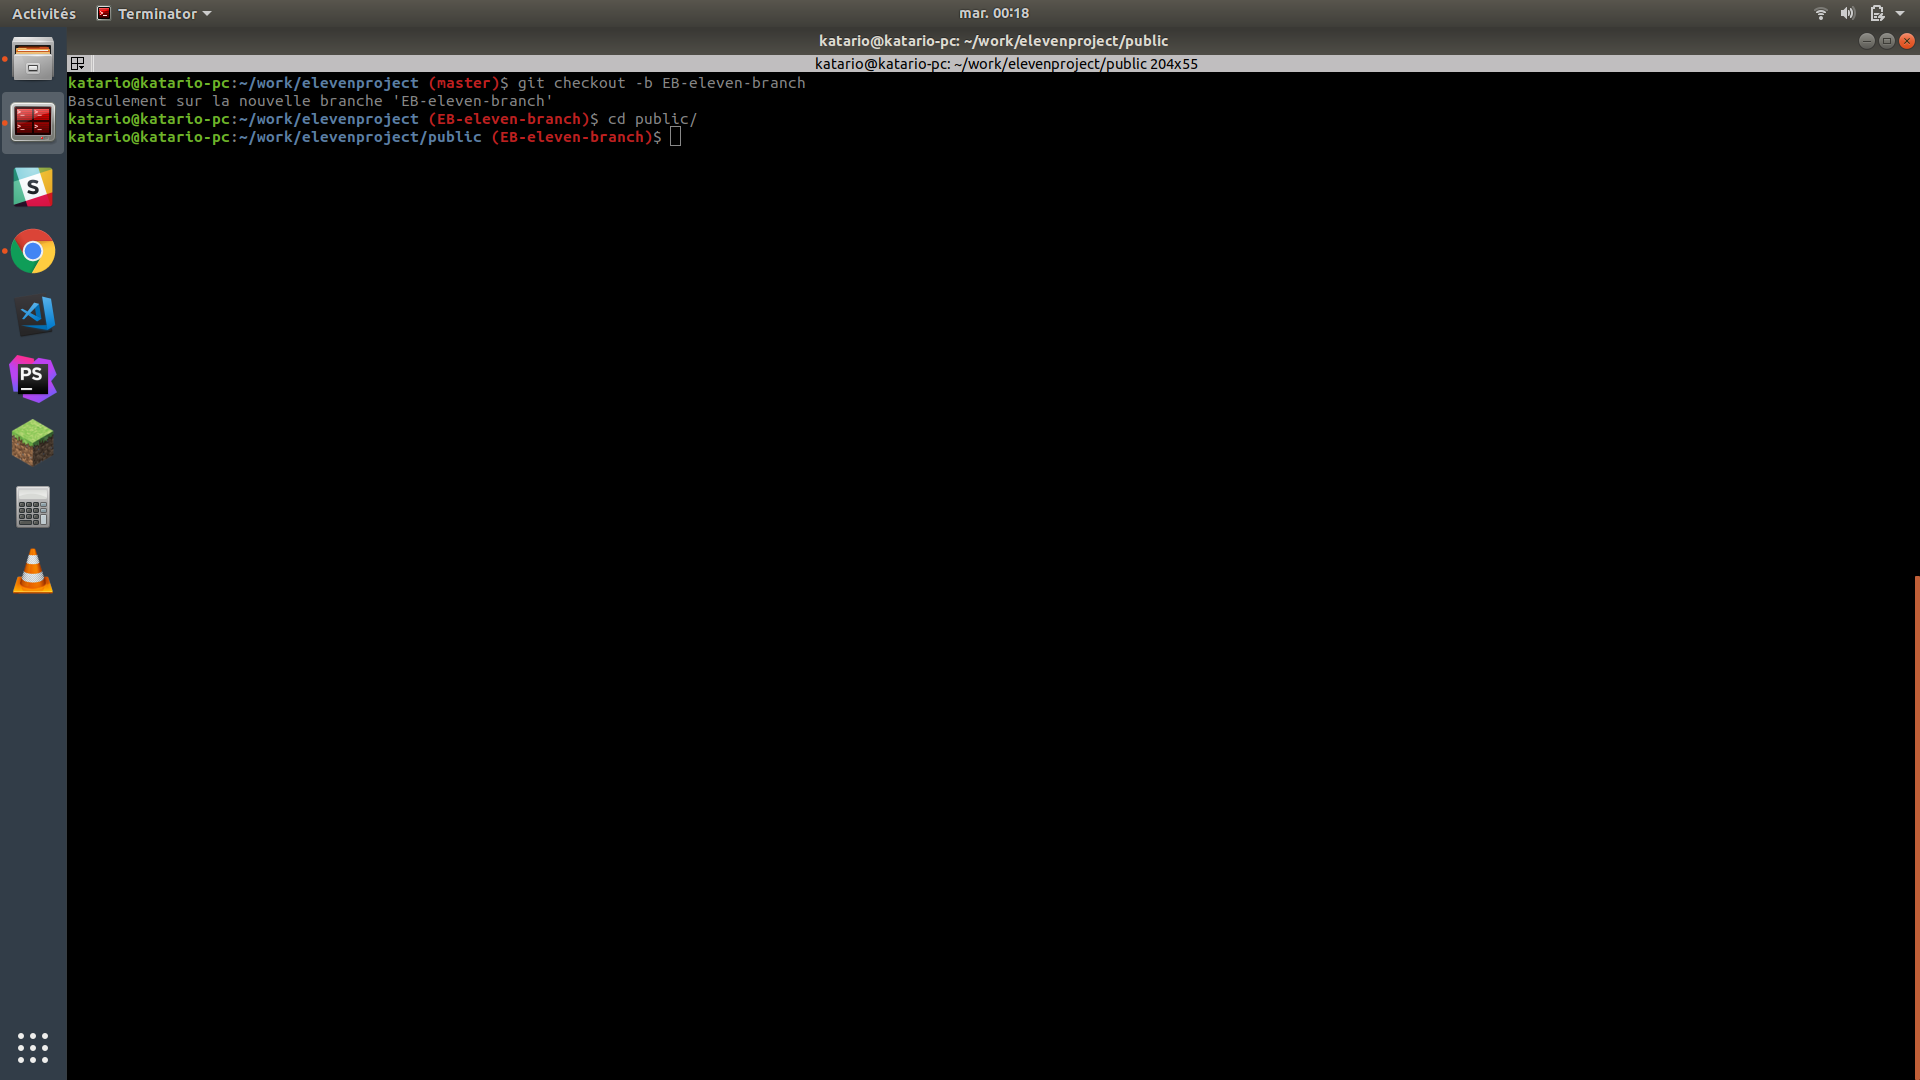 Activités Terminator mar. 00:18
katario@katario-pc: ~/work/elevenproject/public
katario@katario-pc: ~/work/elevenproject/public 204x55
katario@katario-pc:~/work/elevenproject (master)$ git checkout -b EB-eleven-branch
Basculement sur la nouvelle branche 'EB-eleven-branch'
katario@katario-pc:~/work/elevenproject (EB-eleven-branch)$ cd public/
katario@katario-pc:~/work/elevenproject/public (EB-eleven-branch)$
S
PS